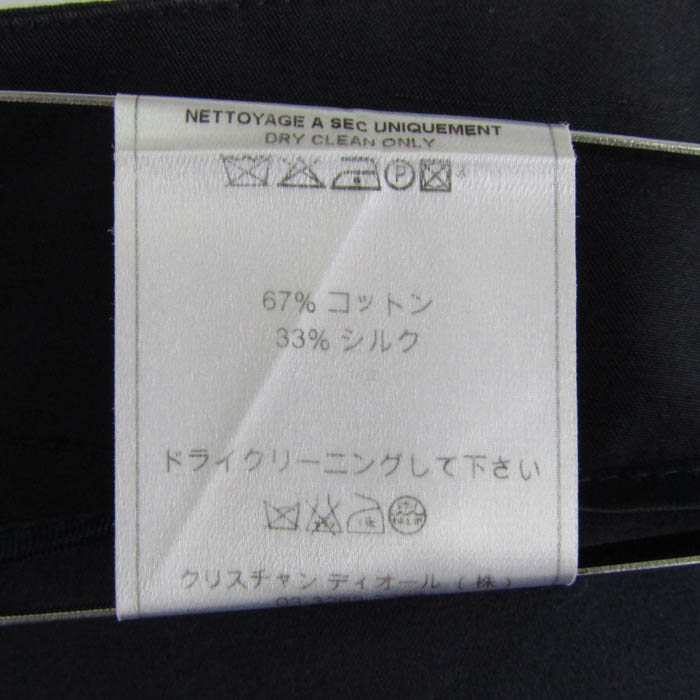 NETTOYAGE A SEC UNIQUEMENT
DRY CLEAN ONLY
P
67% コットン
33% シルク
ドライクリーニングして下さい
クリスチャン ディオール (株)